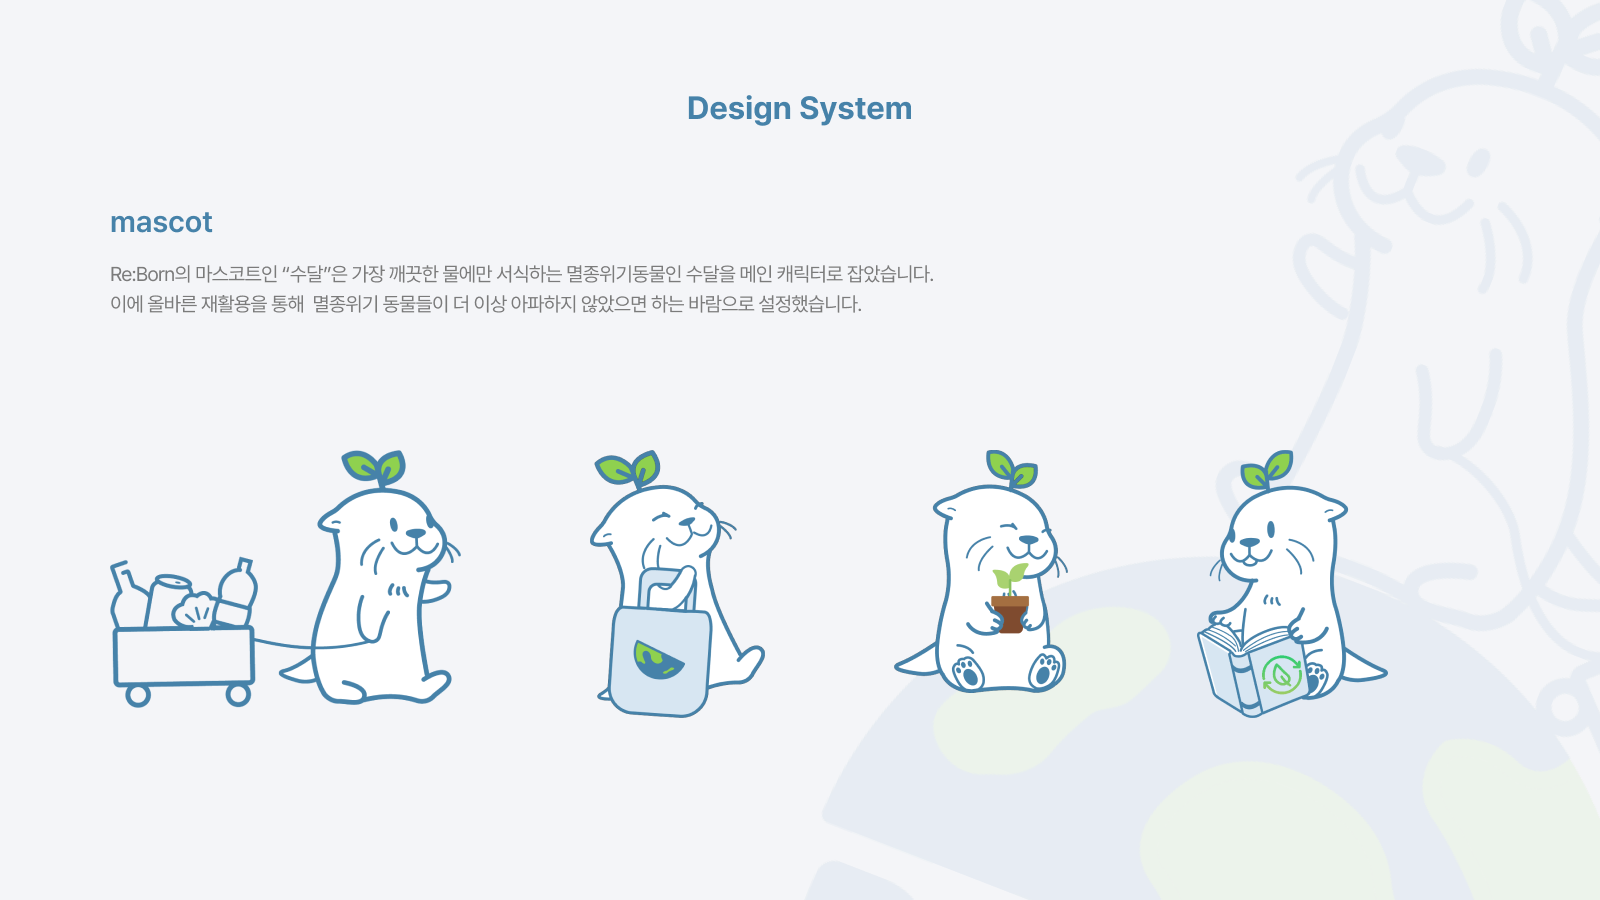 Design System
mascot
Re:Born의 마스코트인 “수달”은 가장 깨끗한 물에만 서식하는 멸종위기동물인 수달을 메인 캐릭터로 잡았습니다.
이에 올바른 재활용을 통해  멸종위기 동물들이 더 이상 아파하지 않았으면 하는 바람으로 설정했습니다.